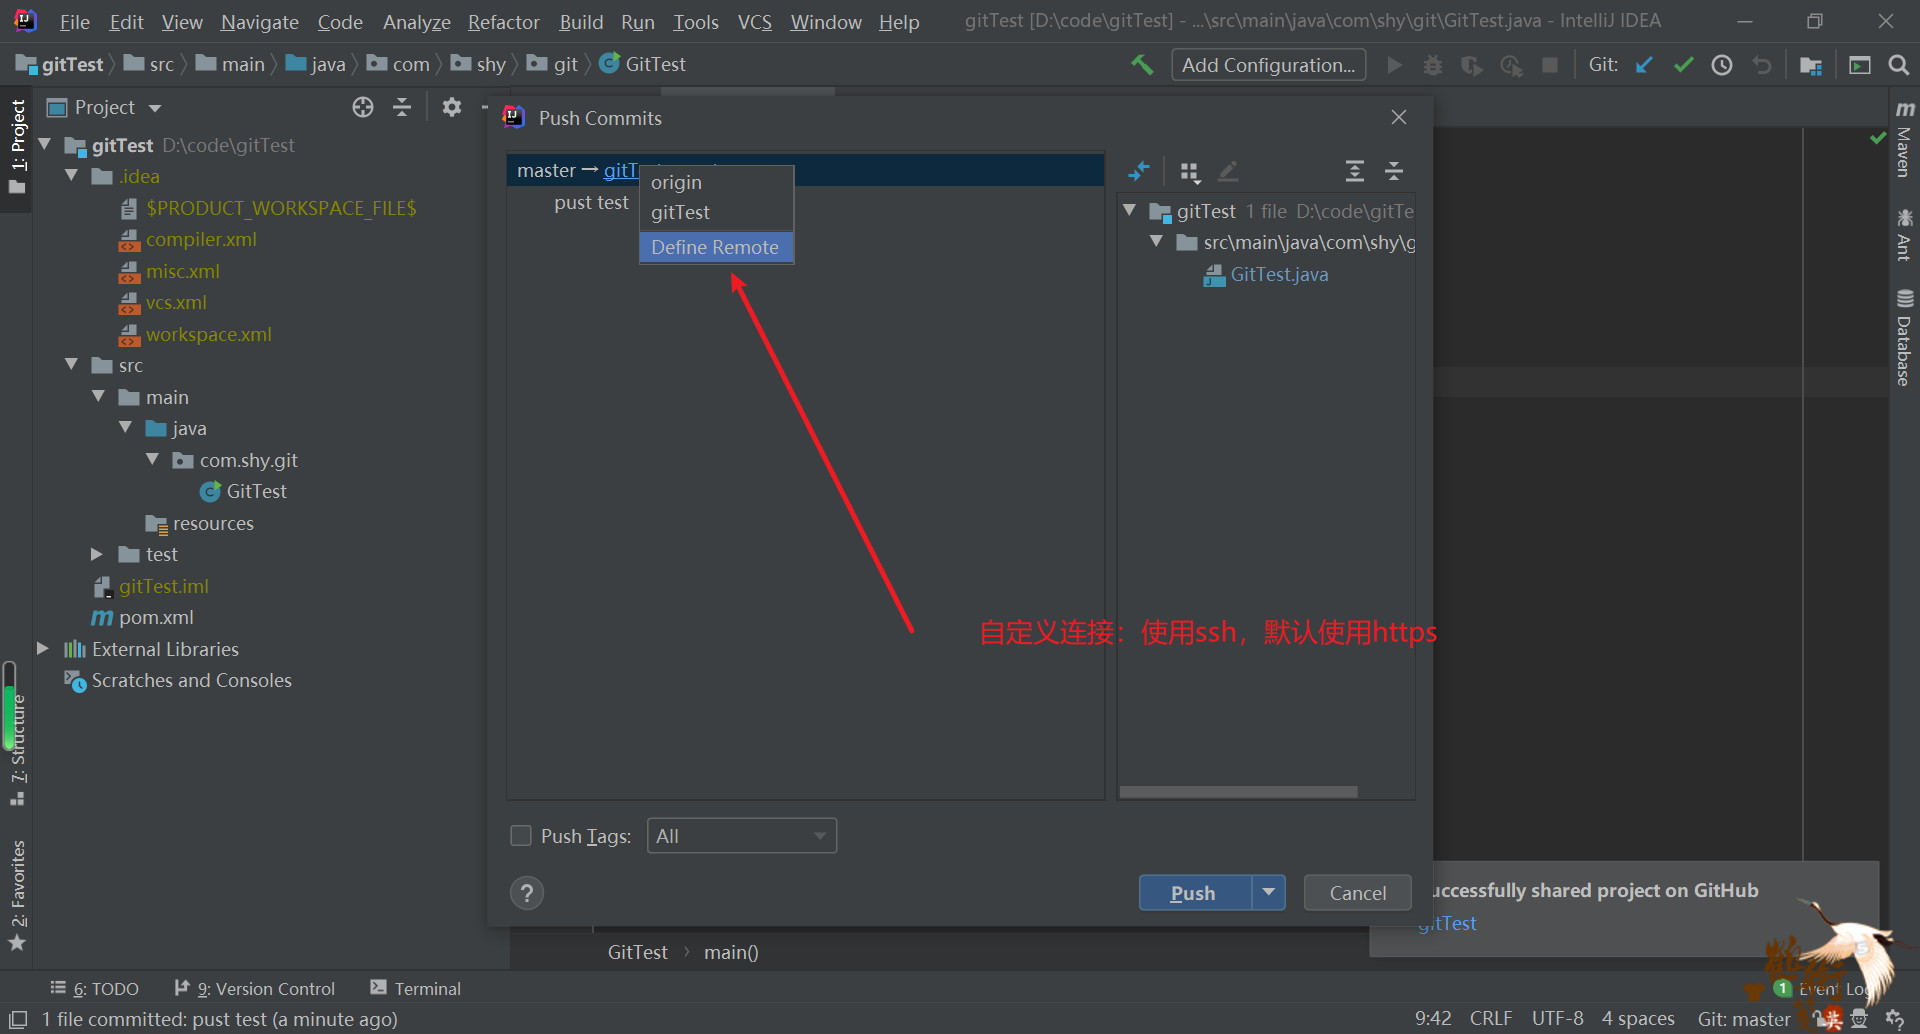 File Edit View Navigate Code Analyze Refactor Build Run Tools VCS Window Help gitTest [D:\code\gitTest] - ...\src\main\java\com\shy\git\GitTest.java - IntelliJ IDEA
gitTest src main java com shy git GitTest Add Configuration... Git:
1: Project
7: Structure
2: Favorites
Project
gitTest D:\code\gitTest
.idea
$PRODUCT_WORKSPACE_FILE$
compiler.xml
misc.xml
vcs.xml
workspace.xml
src
main
java
com.shy.git
GitTest
resources
test
gitTest.iml
pom.xml
External Libraries
Scratches and Consoles
Push Commits
master → gitT
pust test
origin
gitTest
Define Remote
gitTest 1 file D:\code\gitTe
src\main\java\com\shy\g
GitTest.java
自定义连接：使用ssh，默认使用https
Push Tags: All
? Push Cancel
Maven
Ant
Database
uccessfully shared project on GitHub
gitTest
GitTest > main()
6: TODO 9: Version Control Terminal 1 Event Log
1 file committed: pust test (a minute ago) 9:42 CRLF UTF-8 4 spaces Git: master 英